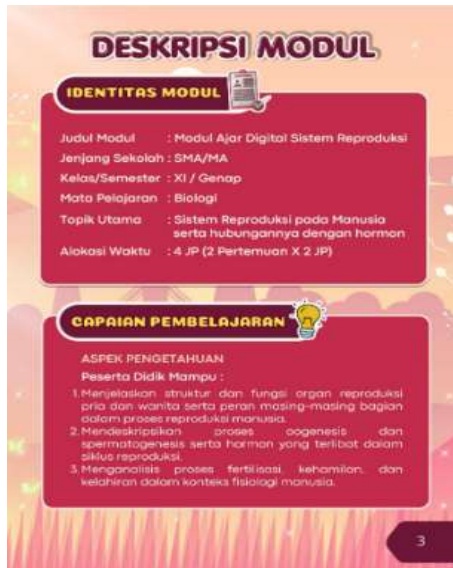 DESKRIPSI MODUL
IDENTITAS MODUL
Judul Modul : Modul Ajar Digital Sistem Reproduksi
Jenjang Sekolah : SMA/MA
Kelas/Semester : XI / Genap
Mata Pelajaran : Biologi
Topik Utama : Sistem Reproduksi pada Manusia
serta hubungannya dengan hormon
Alokasi Waktu : 4 JP (2 Pertemuan X 2 JP)
CAPAIAN PEMBELAJARAN
ASPEK PENGETAHUAN
Peserta Didik Mampu :
1. Menjelaskan struktur dan fungsi organ reproduksi
pria dan wanita serta peran masing-masing bagian
dalam proses reproduksi manusia.
2. Mendeskripsikan proses oogenesis dan
spermatogenesis serta hormon yang terlibat dalam
siklus reproduksi.
3. Menganalisis proses fertilisasi, kehamilan, dan
kelahiran dalam konteks fisiologi manusia.
3